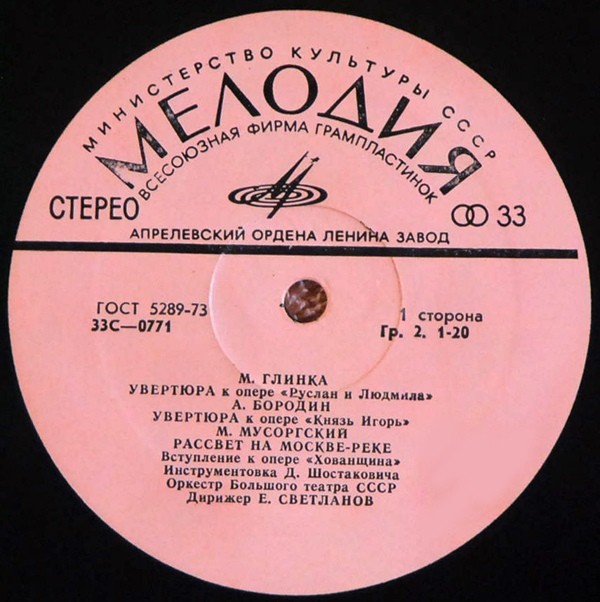 МИНИСТЕРСТВО КУЛЬТУРЫ СССР
МЕЛОДИЯ
ВСЕСОЮЗНАЯ ФИРМА ГРАМПЛАСТИНОК
СТЕРЕО
33
АПРЕЛЕВСКИЙ ОРДЕНА ЛЕНИНА ЗАВОД
ГОСТ 5289-73
33С—0771
1 сторона
Гр. 2. 1-20
М. ГЛИНКА
УВЕРТЮРА к опере «Руслан и Людмила»
А. БОРОДИН
УВЕРТЮРА к опере «Князь Игорь»
М. МУСОРГСКИЙ
РАССВЕТ НА МОСКВЕ-РЕКЕ
Вступление к опере «Хованщина»
Инструментовка Д. Шостаковича
Оркестр Большого театра СССР
Дирижер Е. СВЕТЛАНОВ